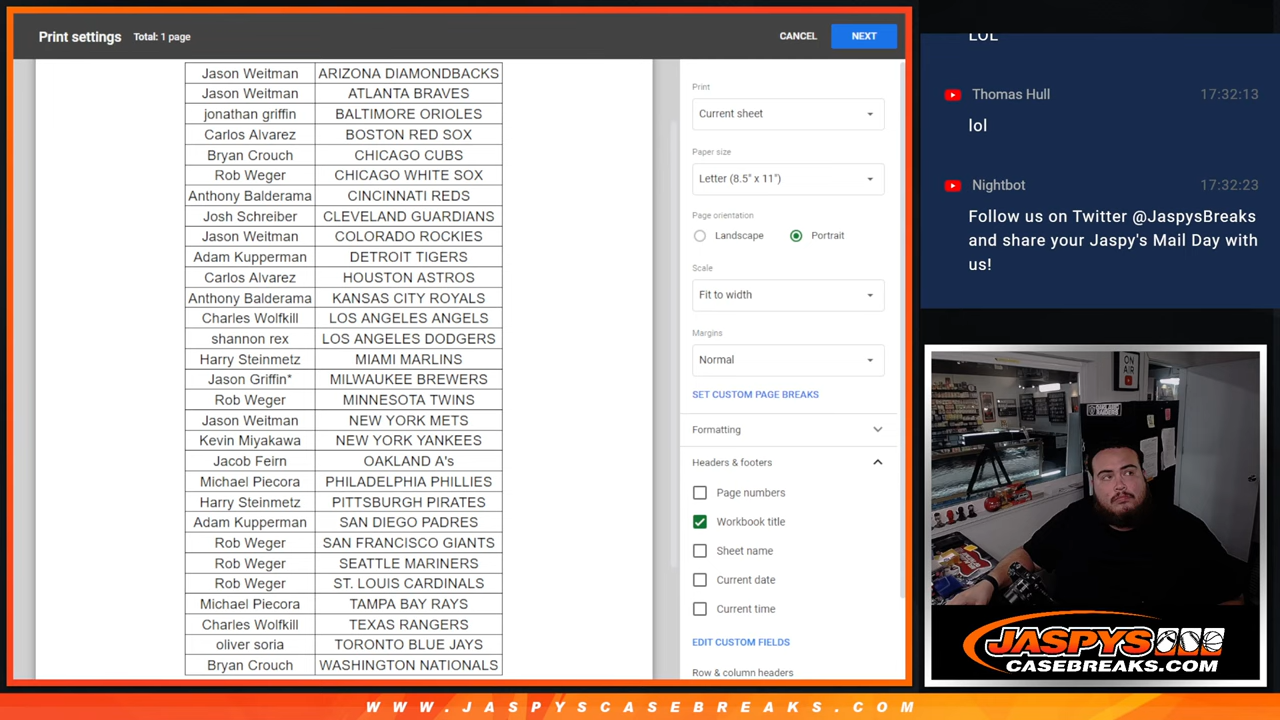 Print settings Total: 1 page CANCEL NEXT
Jason Weitman ARIZONA DIAMONDBACKS
Jason Weitman ATLANTA BRAVES
jonathan griffin BALTIMORE ORIOLES
Carlos Alvarez BOSTON RED SOX
Bryan Crouch CHICAGO CUBS
Rob Weger CHICAGO WHITE SOX
Anthony Balderama CINCINNATI REDS
Josh Schreiber CLEVELAND GUARDIANS
Jason Weitman COLORADO ROCKIES
Adam Kupperman DETROIT TIGERS
Carlos Alvarez HOUSTON ASTROS
Anthony Balderama KANSAS CITY ROYALS
Charles Wolfkill LOS ANGELES ANGELS
shannon rex LOS ANGELES DODGERS
Harry Steinmetz MIAMI MARLINS
Jason Griffin* MILWAUKEE BREWERS
Rob Weger MINNESOTA TWINS
Jason Weitman NEW YORK METS
Kevin Miyakawa NEW YORK YANKEES
Jacob Feirn OAKLAND A's
Michael Piecora PHILADELPHIA PHILLIES
Harry Steinmetz PITTSBURGH PIRATES
Adam Kupperman SAN DIEGO PADRES
Rob Weger SAN FRANCISCO GIANTS
Rob Weger SEATTLE MARINERS
Rob Weger ST. LOUIS CARDINALS
Michael Piecora TAMPA BAY RAYS
Charles Wolfkill TEXAS RANGERS
oliver soria TORONTO BLUE JAYS
Bryan Crouch WASHINGTON NATIONALS
Print
Current sheet
Paper size
Letter (8.5" x 11")
Page orientation
Landscape Portrait
Scale
Fit to width
Margins
Normal
SET CUSTOM PAGE BREAKS
Formatting
Headers & footers
Page numbers
Workbook title
Sheet name
Current date
Current time
EDIT CUSTOM FIELDS
Row & column headers
LOL
Thomas Hull 17:32:13
lol
Nightbot 17:32:23
Follow us on Twitter @JaspysBreaks
and share your Jaspy's Mail Day with
us!
ON
AIR
JASPYS
CASEBREAKS.COM
WWW.JASPYSCASEBREAKS.COM